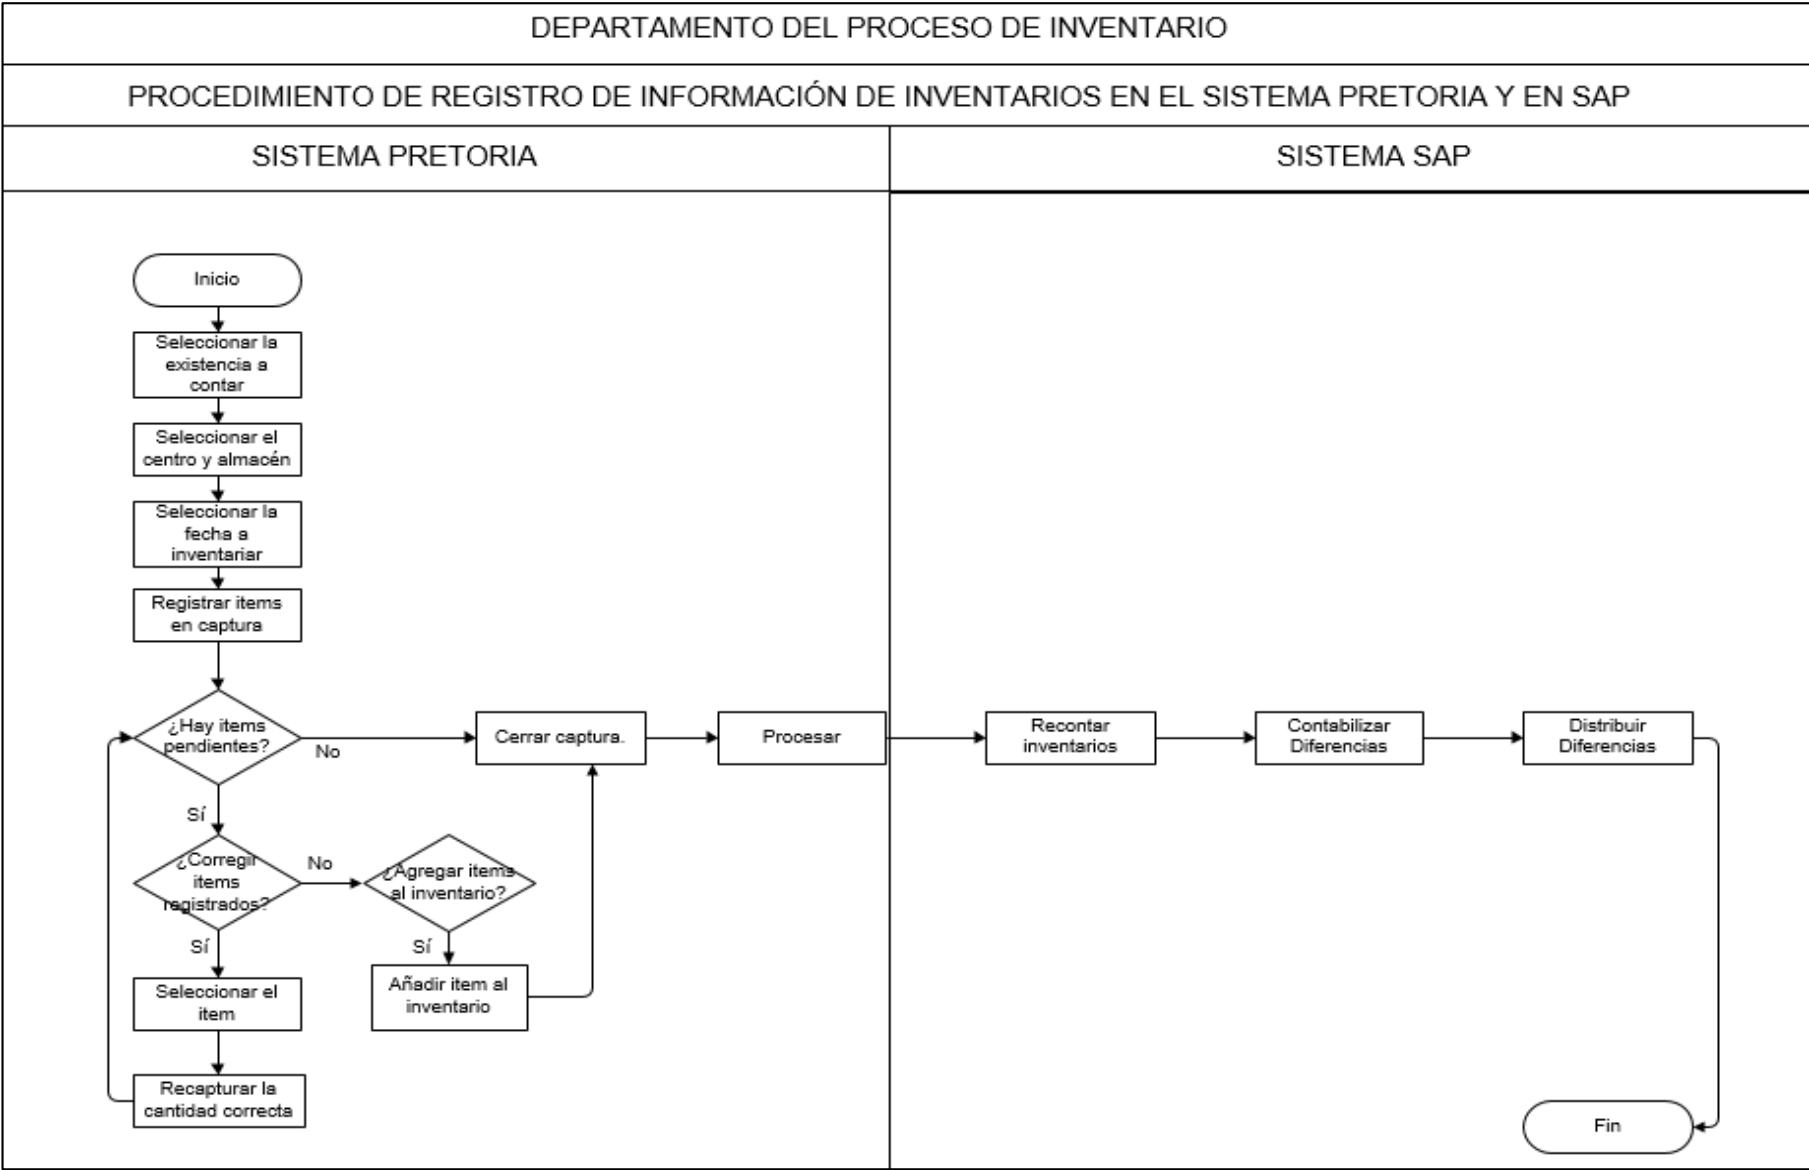 DEPARTAMENTO DEL PROCESO DE INVENTARIO
PROCEDIMIENTO DE REGISTRO DE INFORMACIÓN DE INVENTARIOS EN EL SISTEMA PRETORIA Y EN SAP
SISTEMA PRETORIA
SISTEMA SAP
Inicio
Seleccionar la
existencia a
contar
Seleccionar el
centro y almacén
Seleccionar la
fecha a
inventariar
Registrar items
en captura
¿Hay items
pendientes?
No
Cerrar captura.
Procesar
Recontar
inventarios
Contabilizar
Diferencias
Distribuir
Diferencias
Sí
¿Corregir
items
registrados?
No
¿Agregar items
al inventario?
Sí
Sí
Seleccionar el
item
Añadir item al
inventario
Recapturar la
cantidad correcta
Fin